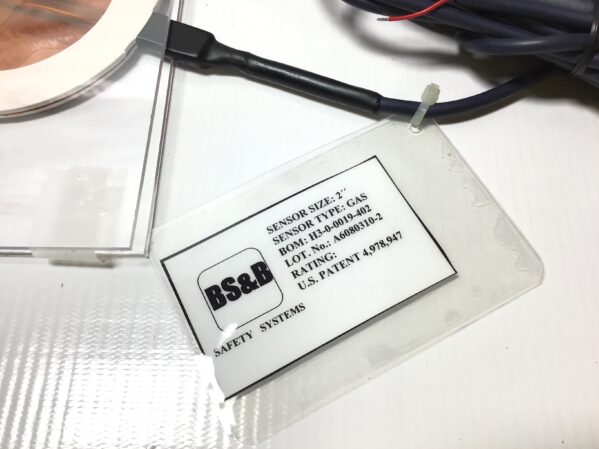 SENSOR SIZE: 2"
SENSOR TYPE: GAS
BOM: H3-0-0019-402
LOT. No.: A6080310-2
RATING:
U.S. PATENT 4,978,947
BS&B
SAFETY SYSTEMS